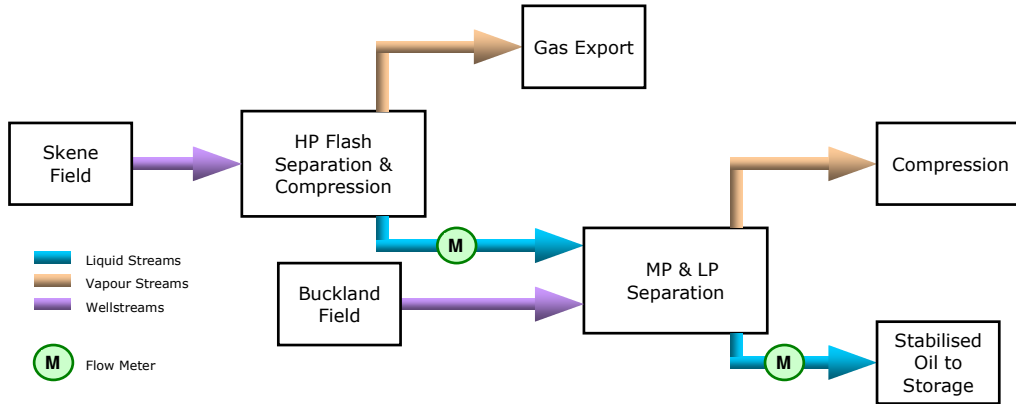 Gas Export
Skene
Field
HP Flash
Separation &
Compression
Compression
M
Liquid Streams
Vapour Streams
Wellstreams
Buckland
Field
MP & LP
Separation
M
Flow Meter
M
Stabilised
Oil to
Storage